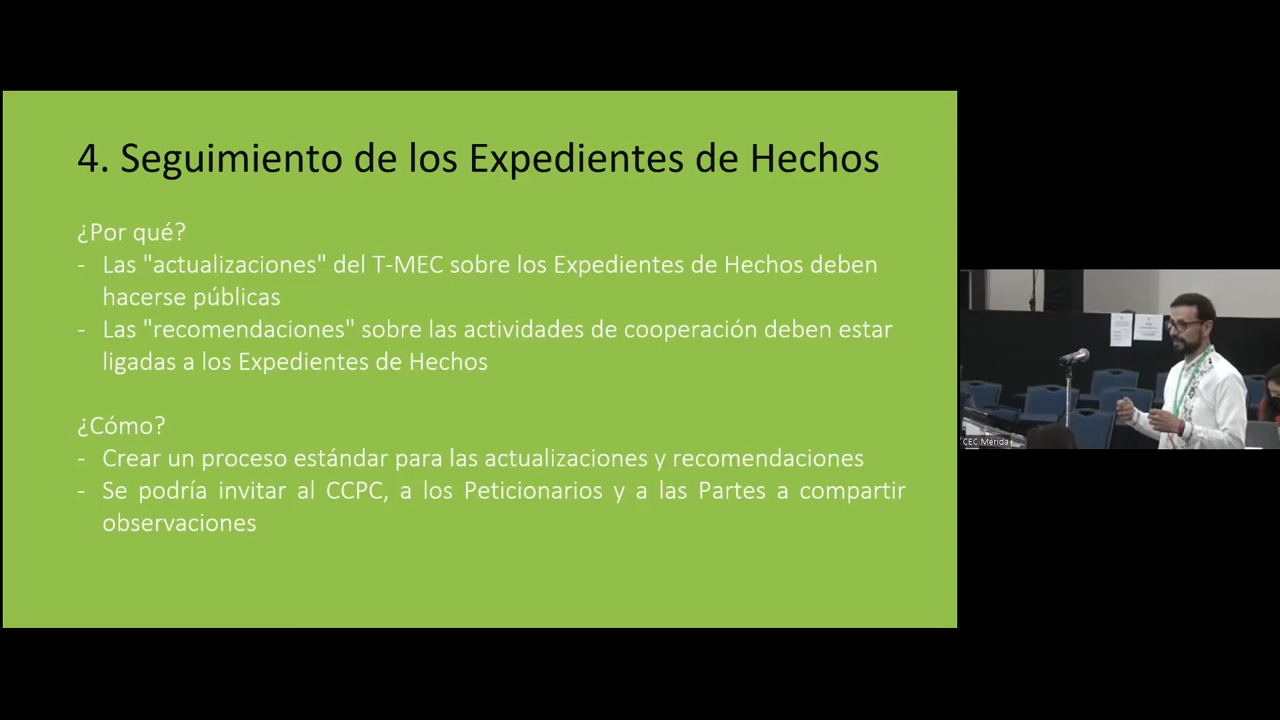 4. Seguimiento de los Expedientes de Hechos
¿Por qué?
- Las "actualizaciones" del T-MEC sobre los Expedientes de Hechos deben
hacerse públicas
- Las "recomendaciones" sobre las actividades de cooperación deben estar
ligadas a los Expedientes de Hechos
¿Cómo?
- Crear un proceso estándar para las actualizaciones y recomendaciones
- Se podría invitar al CCPC, a los Peticionarios y a las Partes a compartir
observaciones
CEC Mérida